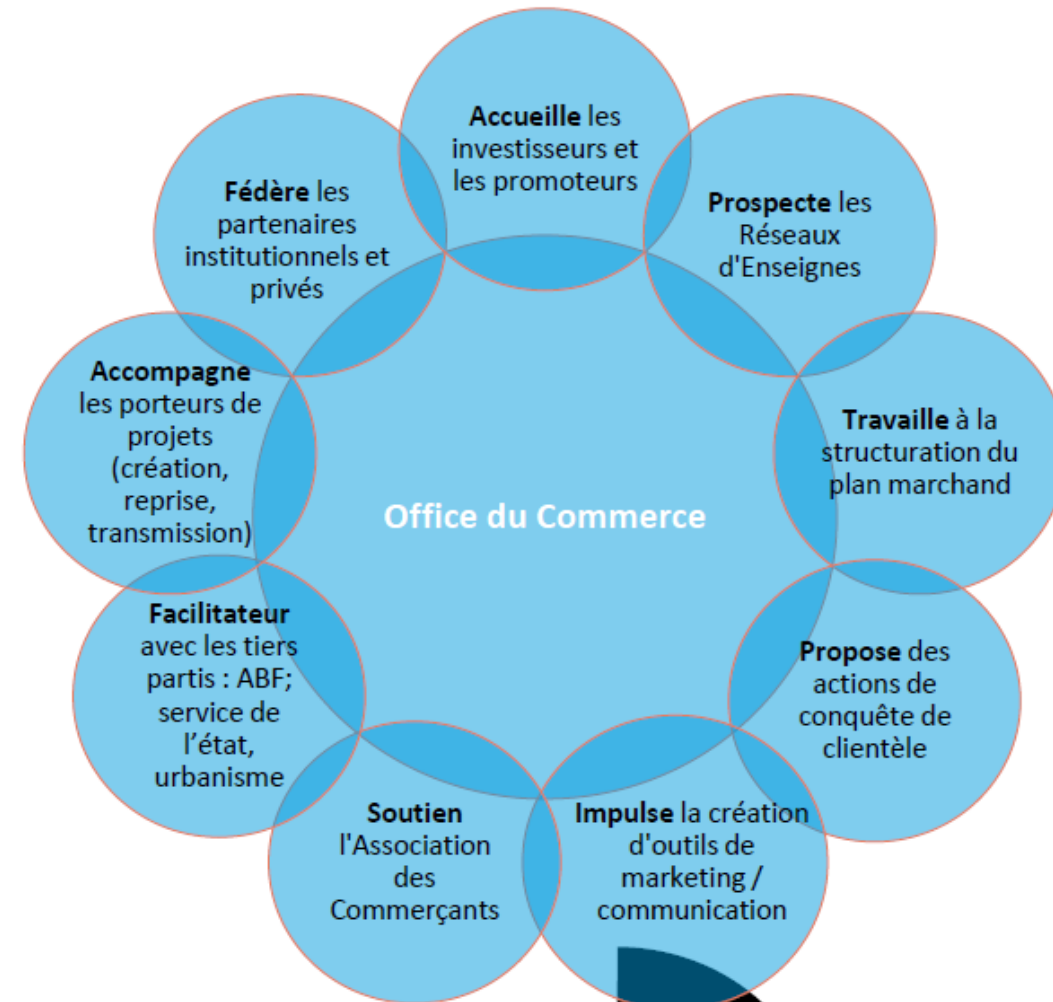 Accueille les
investisseurs et
les promoteurs
Prospecte les
Réseaux
d'Enseignes
Travaille à la
structuration du
plan marchand
Propose des
actions de
conquête de
clientèle
Impulse la création
d'outils de
marketing /
communication
Soutien
l'Association
des
Commerçants
Facilitateur
avec les tiers
partis : ABF;
service de
l’état,
urbanisme
Accompagne
les porteurs de
projets
(création,
reprise,
transmission)
Fédère les
partenaires
institutionnels et
privés
Office du Commerce